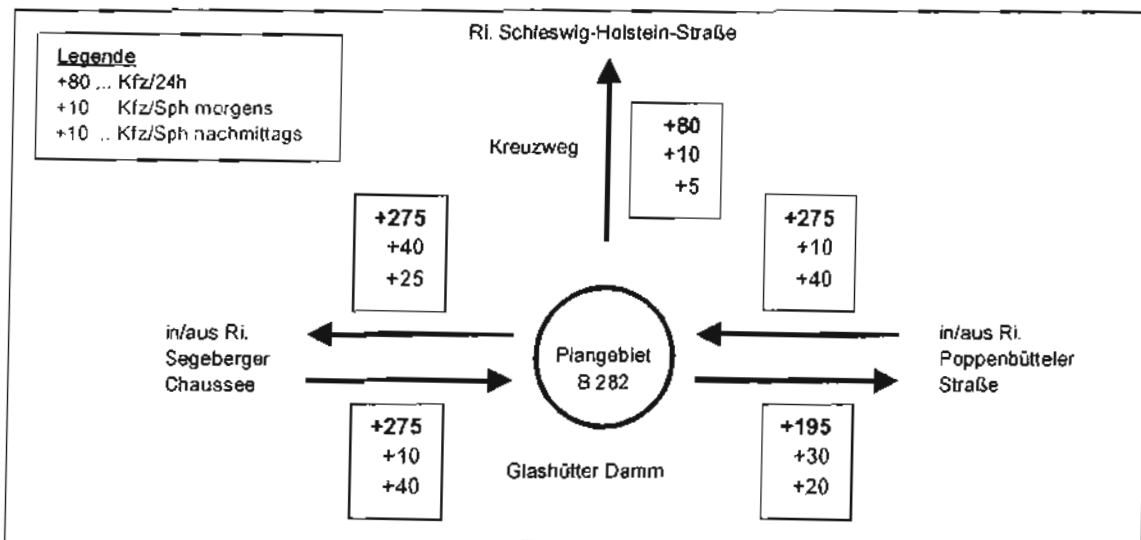 Ri. Schleswig-Holstein-Straße
Legende
+80 ... Kfz/24h
+10 Kfz/Sph morgens
+10 .. Kfz/Sph nachmittags
Kreuzweg
+80
+10
+5
+275
+40
+25
+275
+10
+40
in/aus Ri.
Segeberger
Chaussee
Plangebiet
B 282
in/aus Ri.
Poppenbütteler
Straße
+275
+10
+40
Glashütter Damm
+195
+30
+20